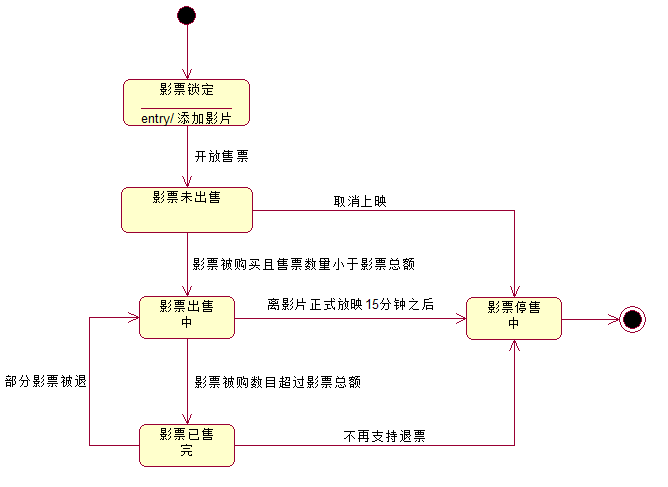 影票锁定
entry/ 添加影片
开放售票
影票未出售
取消上映
影票被购买且售票数量小于影票总额
影票出售
中
离影片正式放映15分钟之后
影票停售
中
部分影票被退
影票被购数目超过影票总额
影票已售
完
不再支持退票